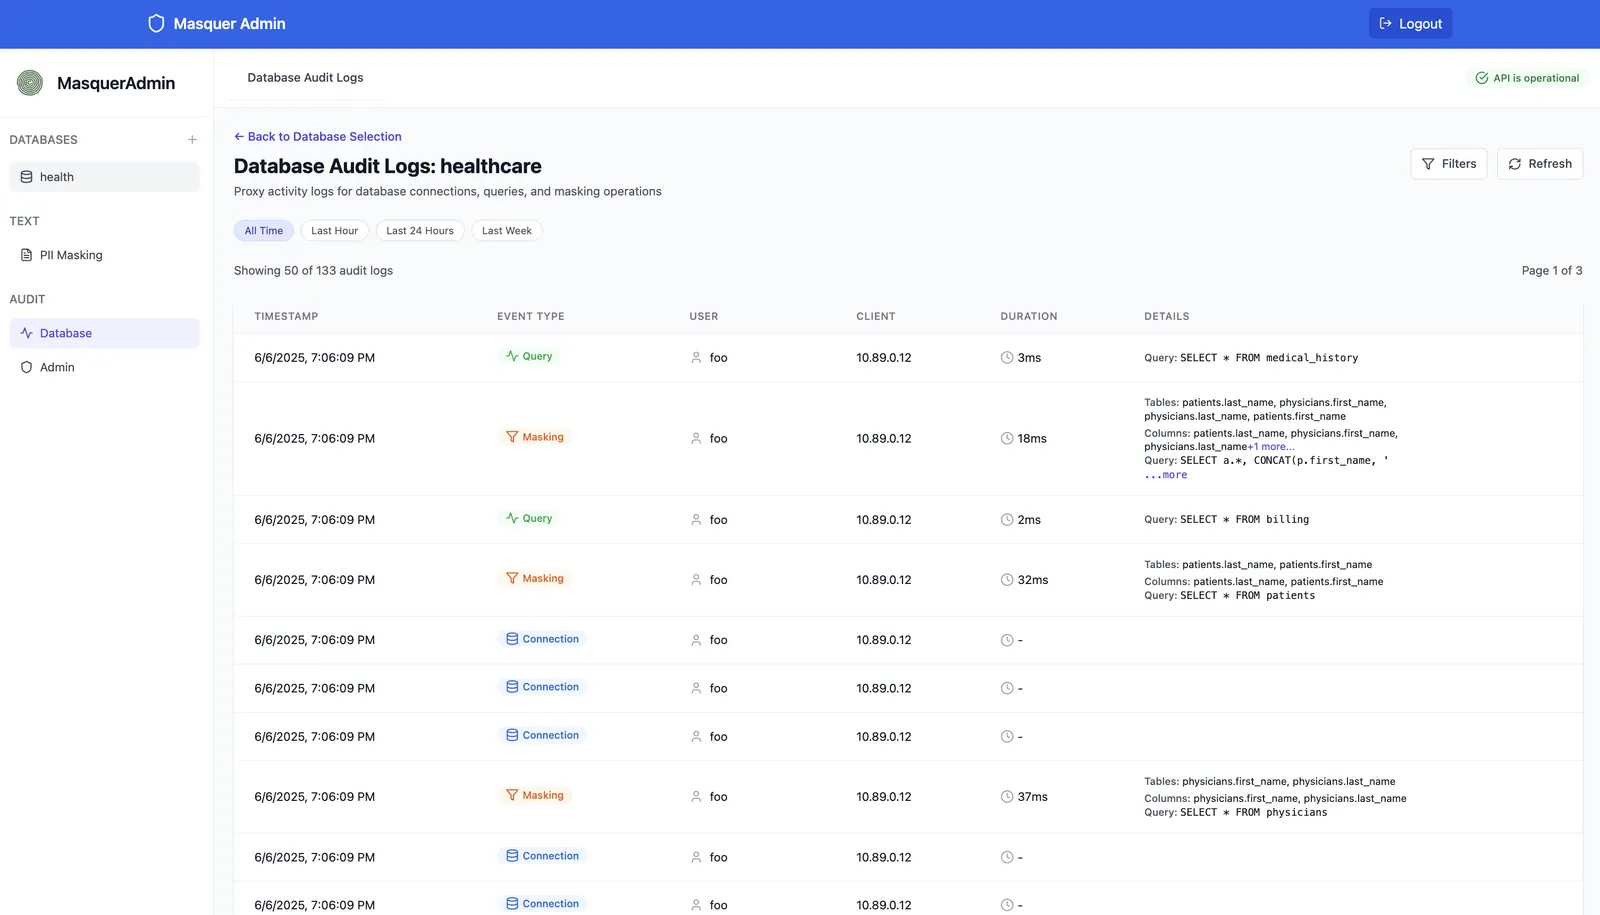 Masquer Admin
Logout
MasquerAdmin
Database Audit Logs
API is operational
DATABASES
health
TEXT
PII Masking
AUDIT
Database
Admin
← Back to Database Selection
Database Audit Logs: healthcare
Proxy activity logs for database connections, queries, and masking operations
Filters
Refresh
All Time Last Hour Last 24 Hours Last Week
Showing 50 of 133 audit logs
Page 1 of 3
TIMESTAMP EVENT TYPE USER CLIENT DURATION DETAILS
6/6/2025, 7:06:09 PM Query foo 10.89.0.12 3ms Query: SELECT * FROM medical_history
6/6/2025, 7:06:09 PM Masking foo 10.89.0.12 18ms
Tables: patients.last_name, physicians.first_name,
physicians.last_name, patients.first_name
Columns: patients.last_name, physicians.first_name,
physicians.last_name+1 more...
Query: SELECT a.*, CONCAT(p.first_name, '
...more
6/6/2025, 7:06:09 PM Query foo 10.89.0.12 2ms Query: SELECT * FROM billing
6/6/2025, 7:06:09 PM Masking foo 10.89.0.12 32ms
Tables: patients.last_name, patients.first_name
Columns: patients.last_name, patients.first_name
Query: SELECT * FROM patients
6/6/2025, 7:06:09 PM Connection foo 10.89.0.12 -
6/6/2025, 7:06:09 PM Connection foo 10.89.0.12 -
6/6/2025, 7:06:09 PM Connection foo 10.89.0.12 -
6/6/2025, 7:06:09 PM Masking foo 10.89.0.12 37ms
Tables: physicians.first_name, physicians.last_name
Columns: physicians.first_name, physicians.last_name
Query: SELECT * FROM physicians
6/6/2025, 7:06:09 PM Connection foo 10.89.0.12 -
6/6/2025, 7:06:09 PM Connection foo 10.89.0.12 -